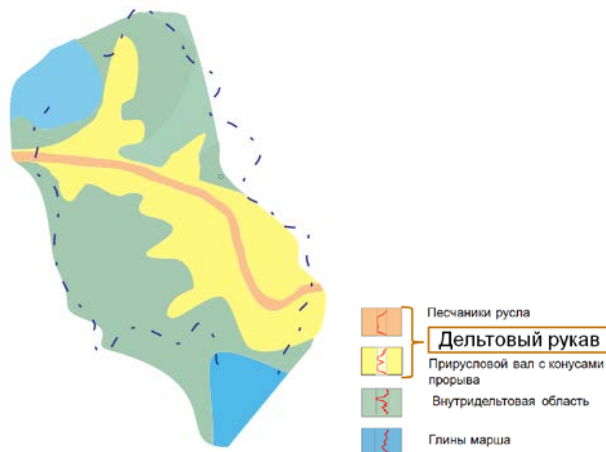 Песчаники русла
Дельтовый рукав
Прирусловой вал с конусами
прорыва
Внутридельтовая область
Глины марша